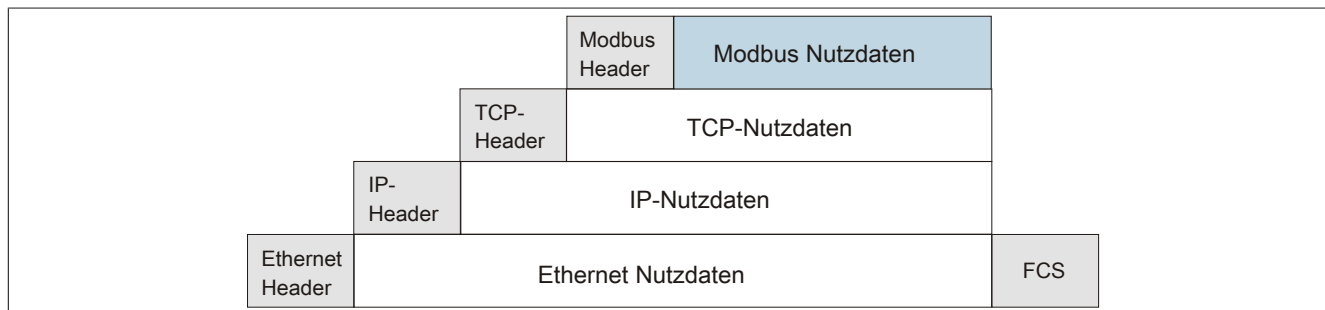 Modbus
Header
Modbus Nutzdaten
TCP-
Header
TCP-Nutzdaten
IP-
Header
IP-Nutzdaten
Ethernet
Header
Ethernet Nutzdaten
FCS